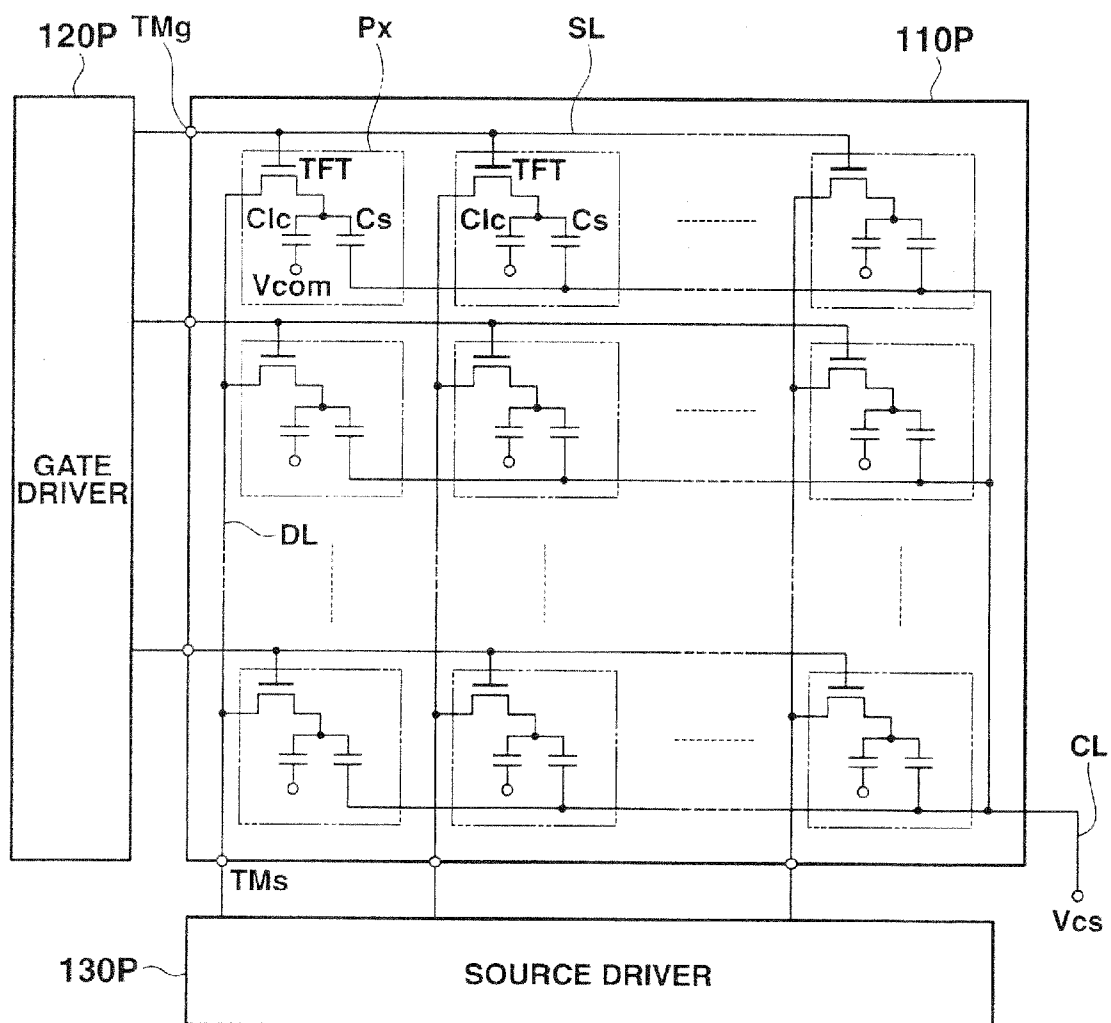 120P
TMg
Px
SL
110P
TFT
TFT
Clc
Cs
Clc
Cs
Vcom
GATE
DRIVER
DL
CL
TMs
Vcs
130P
SOURCE DRIVER